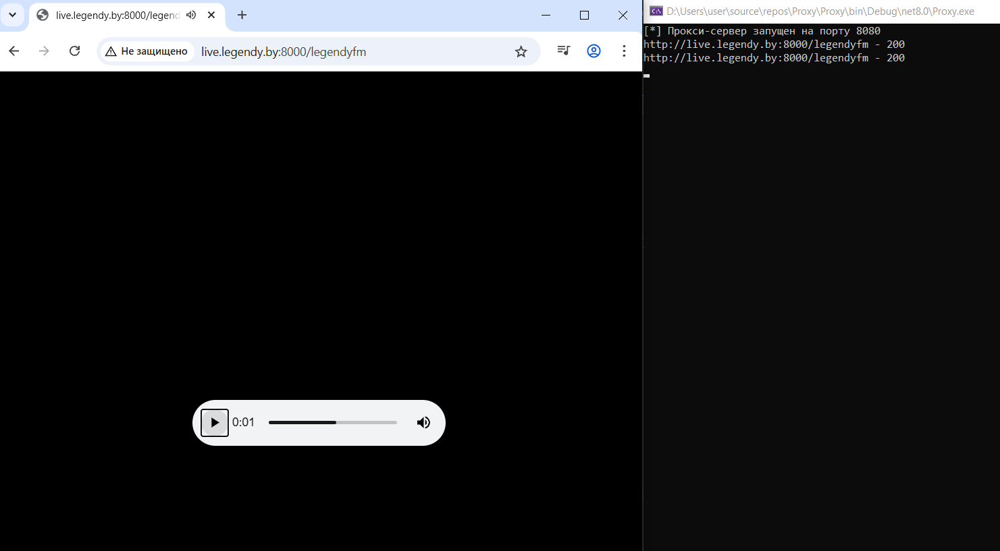 live.legendy.by:8000/legend
Не защищено
live.legendy.by:8000/legendyfm
0:01
D:\Users\user\source\repos\Proxy\Proxy\bin\Debug\net8.0\Proxy.exe
[*] Прокси-сервер запущен на порту 8080
http://live.legendy.by:8000/legendyfm - 200
http://live.legendy.by:8000/legendyfm - 200